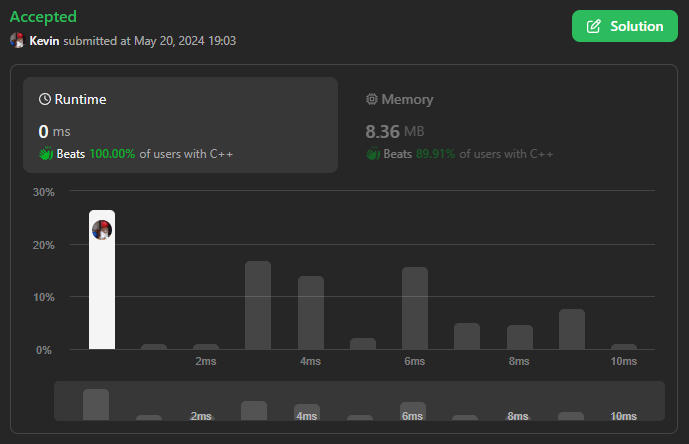 Accepted
Kevin submitted at May 20, 2024 19:03
Solution
Runtime
0 ms
Beats 100.00% of users with C++
Memory
8.36 MB
Beats 89.91% of users with C++
30%
20%
10%
0%
2ms 4ms 6ms 8ms 10ms
2ms 4ms 6ms 8ms 10ms